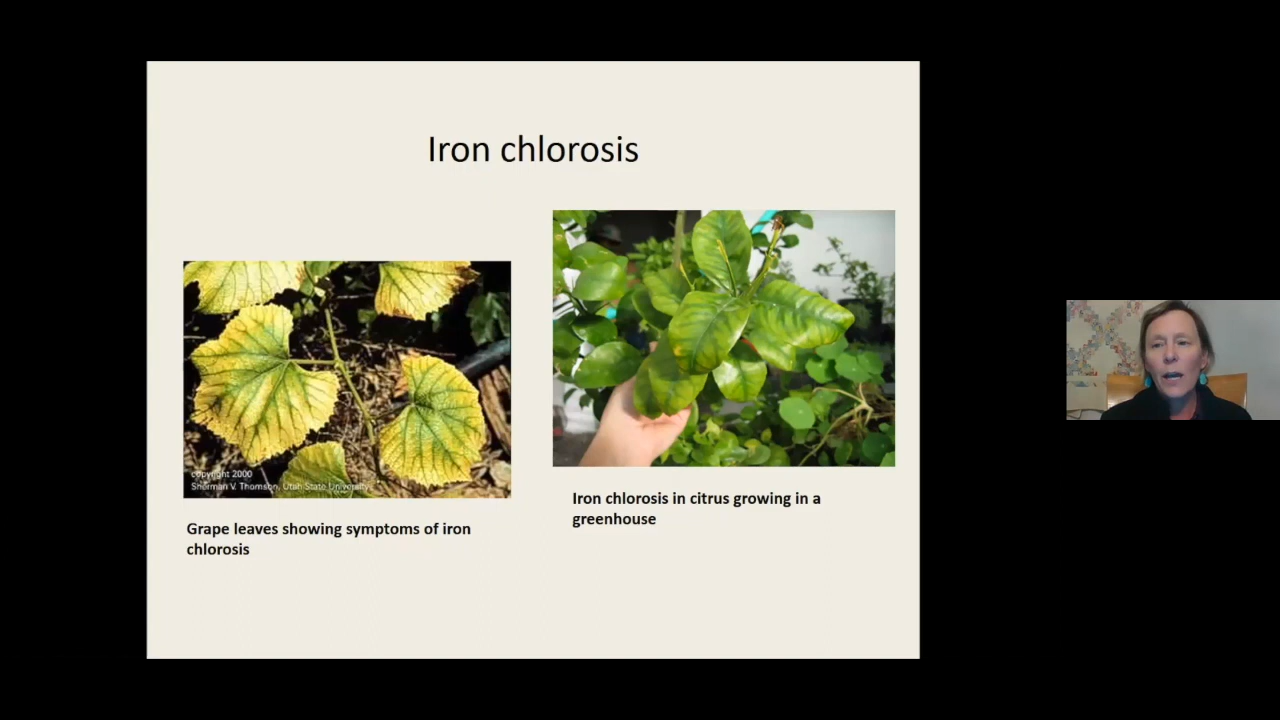 Iron chlorosis
copyright 2000
Sherman V. Thomson, Utah State University
Grape leaves showing symptoms of iron
chlorosis
Iron chlorosis in citrus growing in a
greenhouse